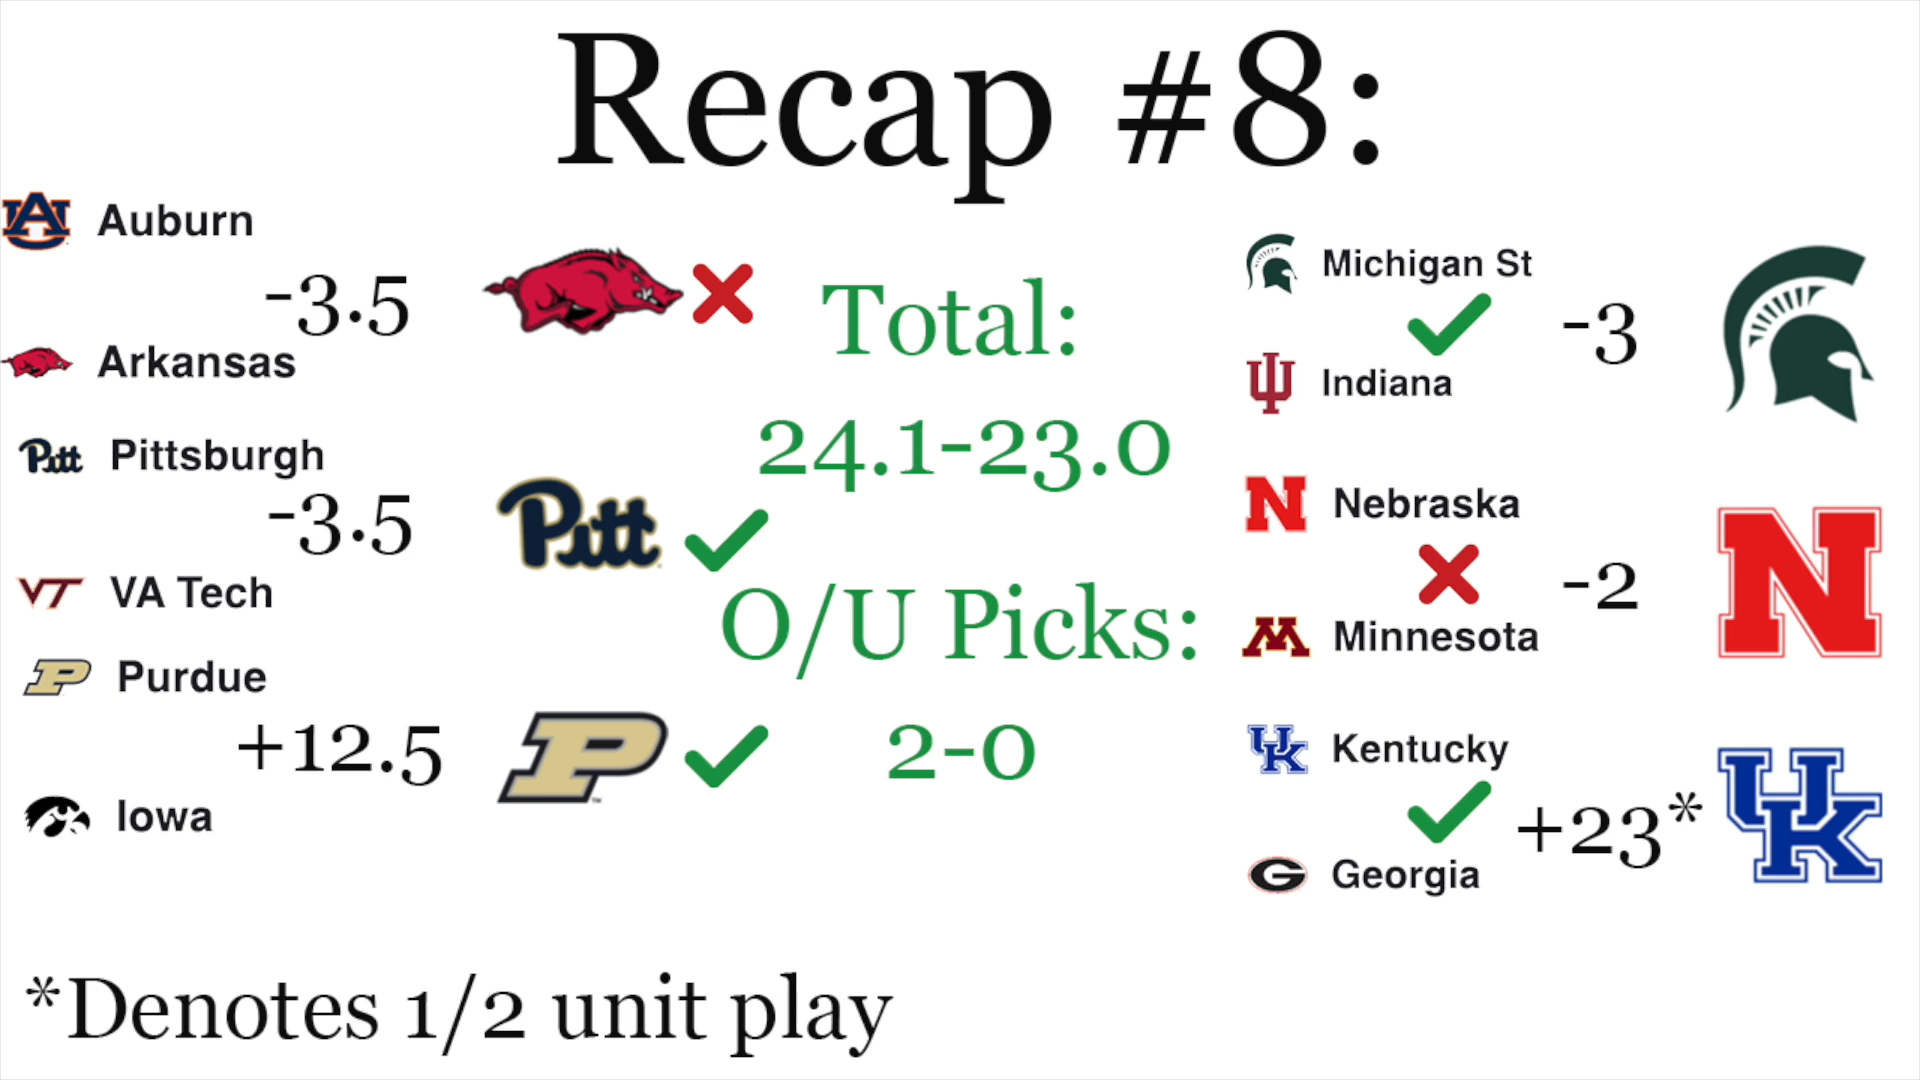 Recap #8:
Auburn
-3.5
Arkansas
Pittsburgh
-3.5
Pitt
VA Tech
Purdue
+12.5
P
Iowa
Total:
24.1-23.0
O/U Picks:
2-0
Michigan St
-3
Indiana
Nebraska
-2
N
Minnesota
Kentucky
+23*
UK
Georgia
*Denotes 1/2 unit play